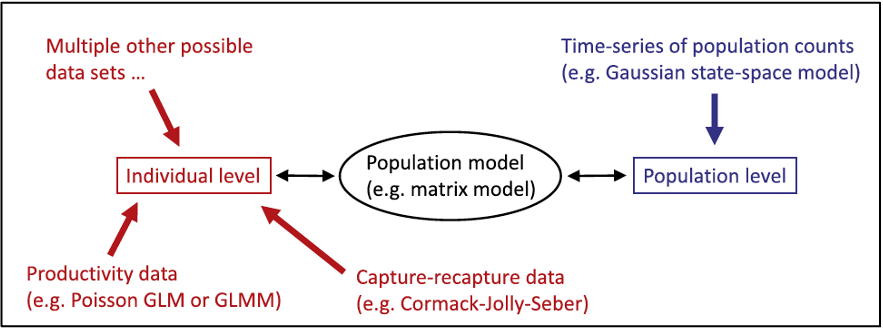 Multiple other possible
data sets ...
Time-series of population counts
(e.g. Gaussian state-space model)
Individual level
Population model
(e.g. matrix model)
Population level
Productivity data
(e.g. Poisson GLM or GLMM)
Capture-recapture data
(e.g. Cormack-Jolly-Seber)